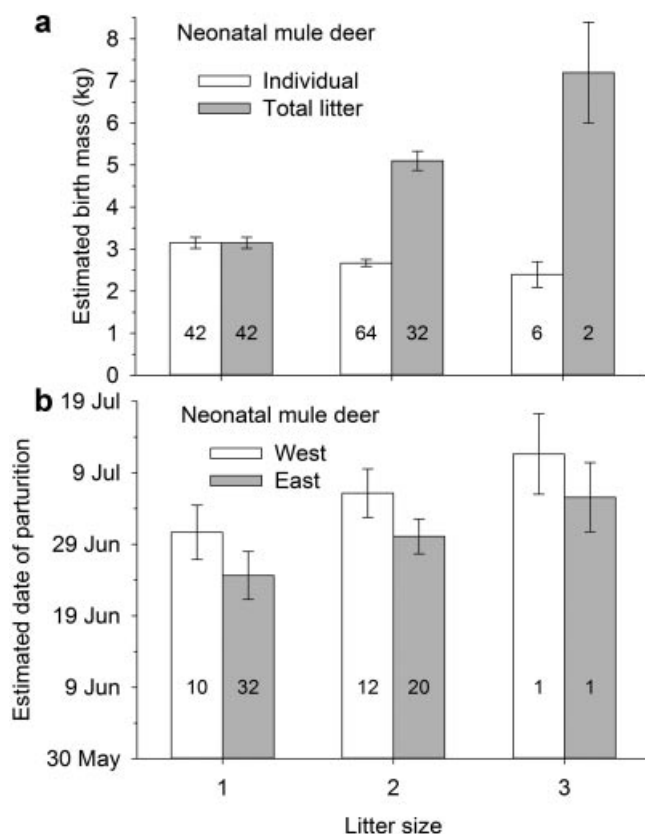 a
Neonatal mule deer
Individual
Total litter
Estimated birth mass (kg)
8
7
6
5
4
3
2
1
0
42 42 64 32 6 2
b
Neonatal mule deer
West
East
Estimated date of parturition
19 Jul
9 Jul
29 Jun
19 Jun
9 Jun
30 May
10 32 12 20 1 1
1 2 3
Litter size